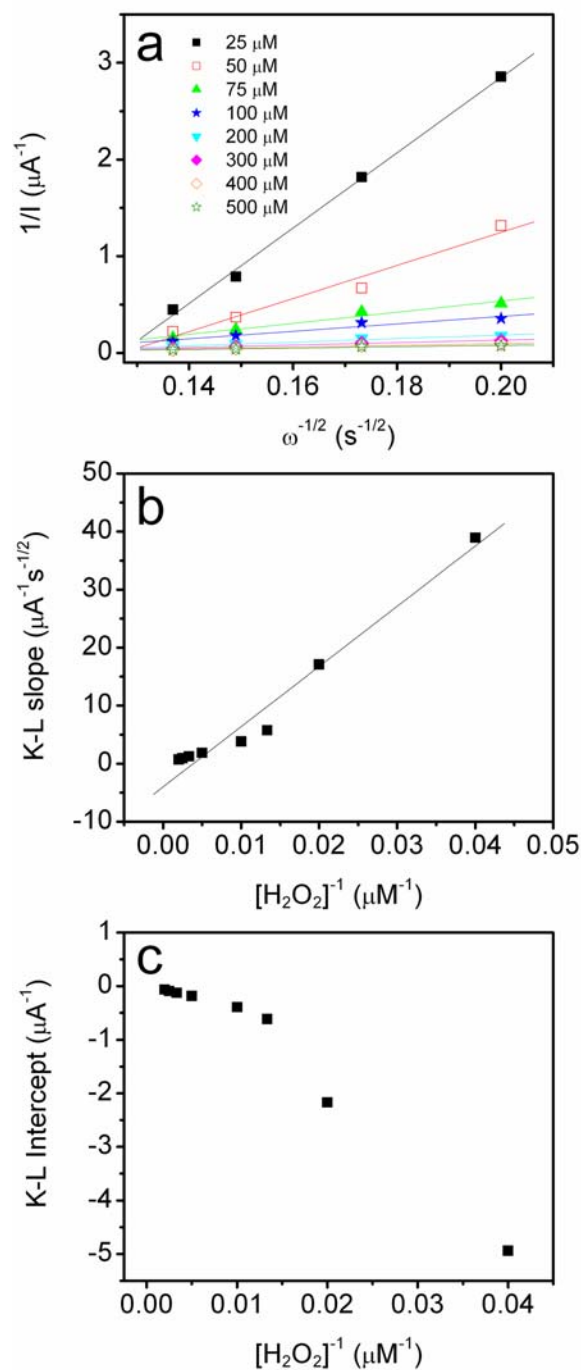 a
25 μM
50 μM
75 μM
100 μM
200 μM
300 μM
400 μM
500 μM
3
2
1
0
1/I (μA⁻¹)
0.14 0.16 0.18 0.20
ω⁻¹/² (s⁻¹/²)
b
50
40
30
20
10
0
-10
K-L slope (μA⁻¹s⁻¹/²)
0.00 0.01 0.02 0.03 0.04 0.05
[H₂O₂]⁻¹ (μM⁻¹)
c
1
0
-1
-2
-3
-4
-5
K-L Intercept (μA⁻¹)
0.00 0.01 0.02 0.03 0.04
[H₂O₂]⁻¹ (μM⁻¹)